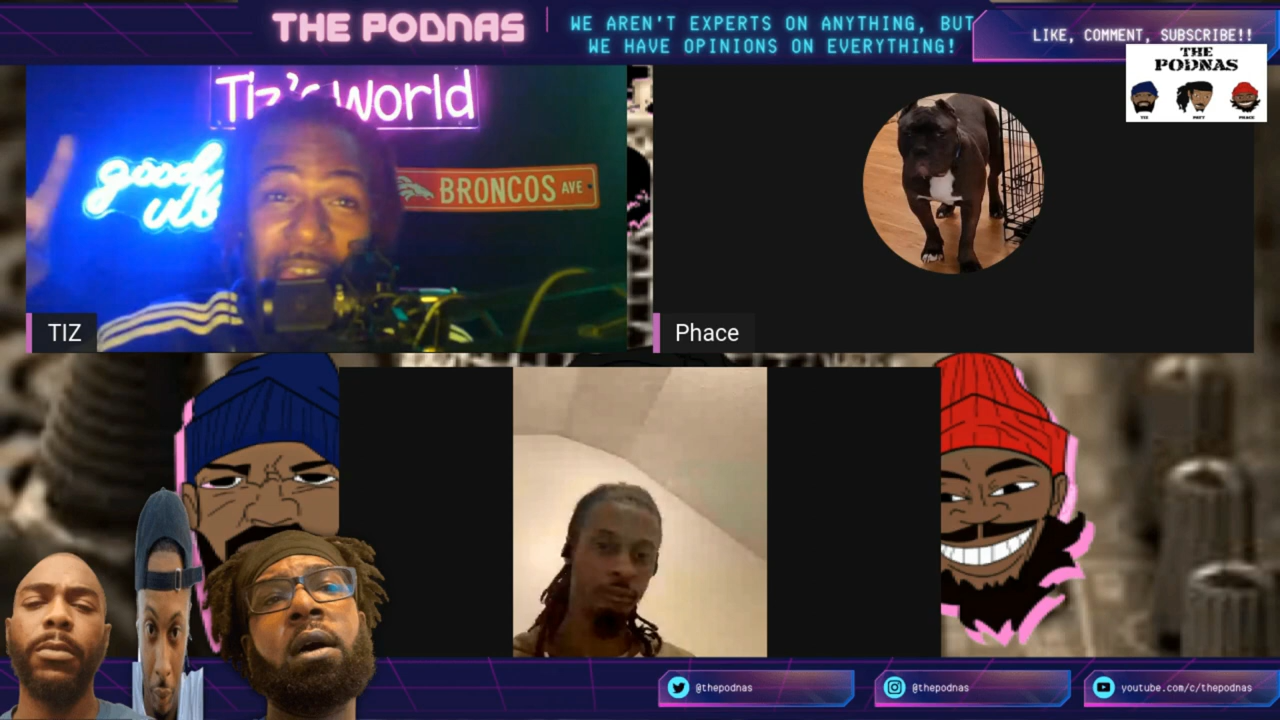 THE PODNAS
WE AREN'T EXPERTS ON ANYTHING, BUT
WE HAVE OPINIONS ON EVERYTHING!
LIKE, COMMENT, SUBSCRIBE!!
THE
PODNAS
TIZ
PHACE
Tiz's World
good
BRONCOS AVE
TIZ
Phace
@thepodnas
@thepodnas
youtube.com/c/thepodnas